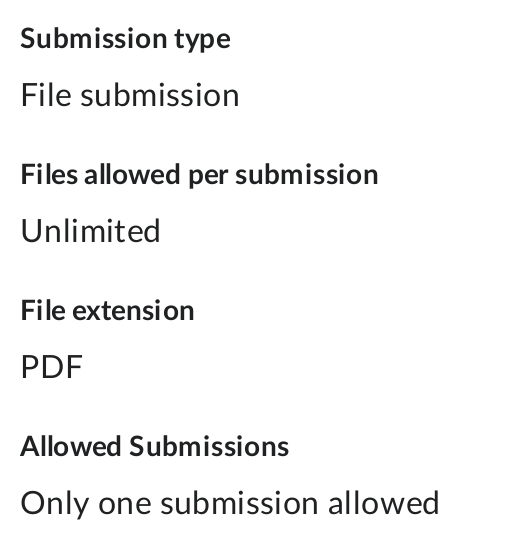 Submission type
File submission
Files allowed per submission
Unlimited
File extension
PDF
Allowed Submissions
Only one submission allowed